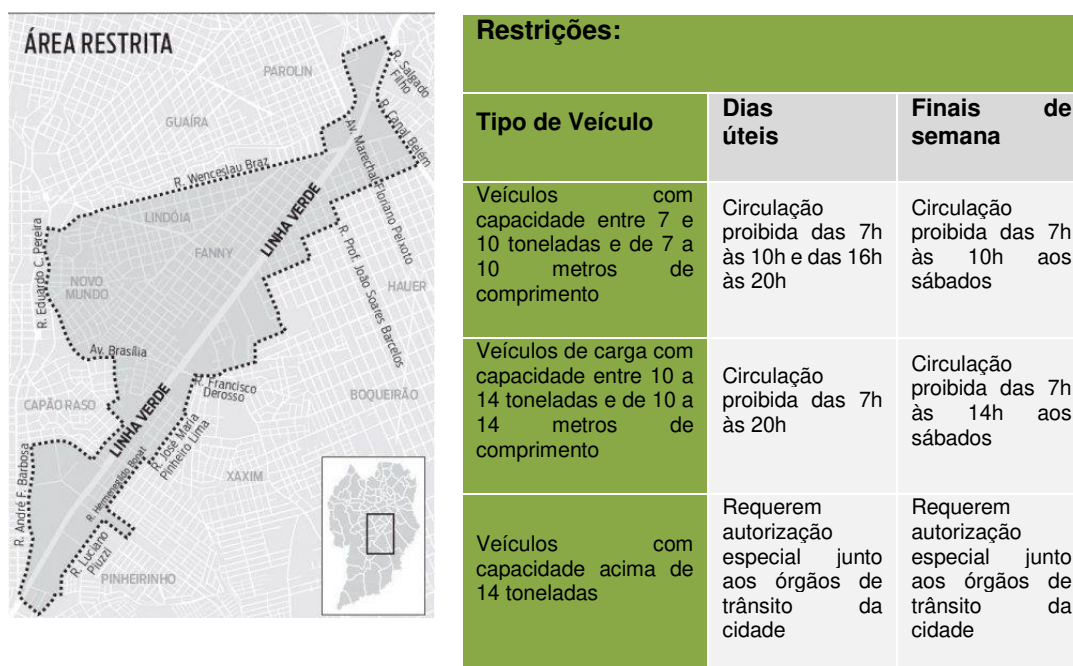 ÁREA RESTRITA
PAROLIN
R. Salgado
Filho
R. Canal Belém
GUAÍRA
Av. Marechal Floriano Peixoto
R. Wenceslau Braz
LINHA VERDE
LINDÓIA
FANNY
R. Eduardo C. Pereira
R. Prof. João Soares Barcelos
NOVO
MUNDO
HAUER
Av. Brasília
R. Francisco
Derosso
BOQUEIRÃO
CAPÃO RASO
LINHA VERDE
R. José Maria
Pinheiro Lima
R. André F. Barbosa
R. Hermenegildo Bonat
XAXIM
R. Luciano
Piuzzi
PINHEIRINHO
Restrições:
Tipo de Veículo
Dias
úteis
Finais de
semana
Veículos com
capacidade entre 7 e
10 toneladas e de 7 a
10 metros de
comprimento
Circulação
proibida das 7h
às 10h e das 16h
às 20h
Circulação
proibida das 7h
às 10h aos
sábados
Veículos de carga com
capacidade entre 10 a
14 toneladas e de 10 a
14 metros de
comprimento
Circulação
proibida das 7h
às 20h
Circulação
proibida das 7h
às 14h aos
sábados
Veículos com
capacidade acima de
14 toneladas
Requerem
autorização
especial junto
aos órgãos de
trânsito da
cidade
Requerem
autorização
especial junto
aos órgãos de
trânsito da
cidade